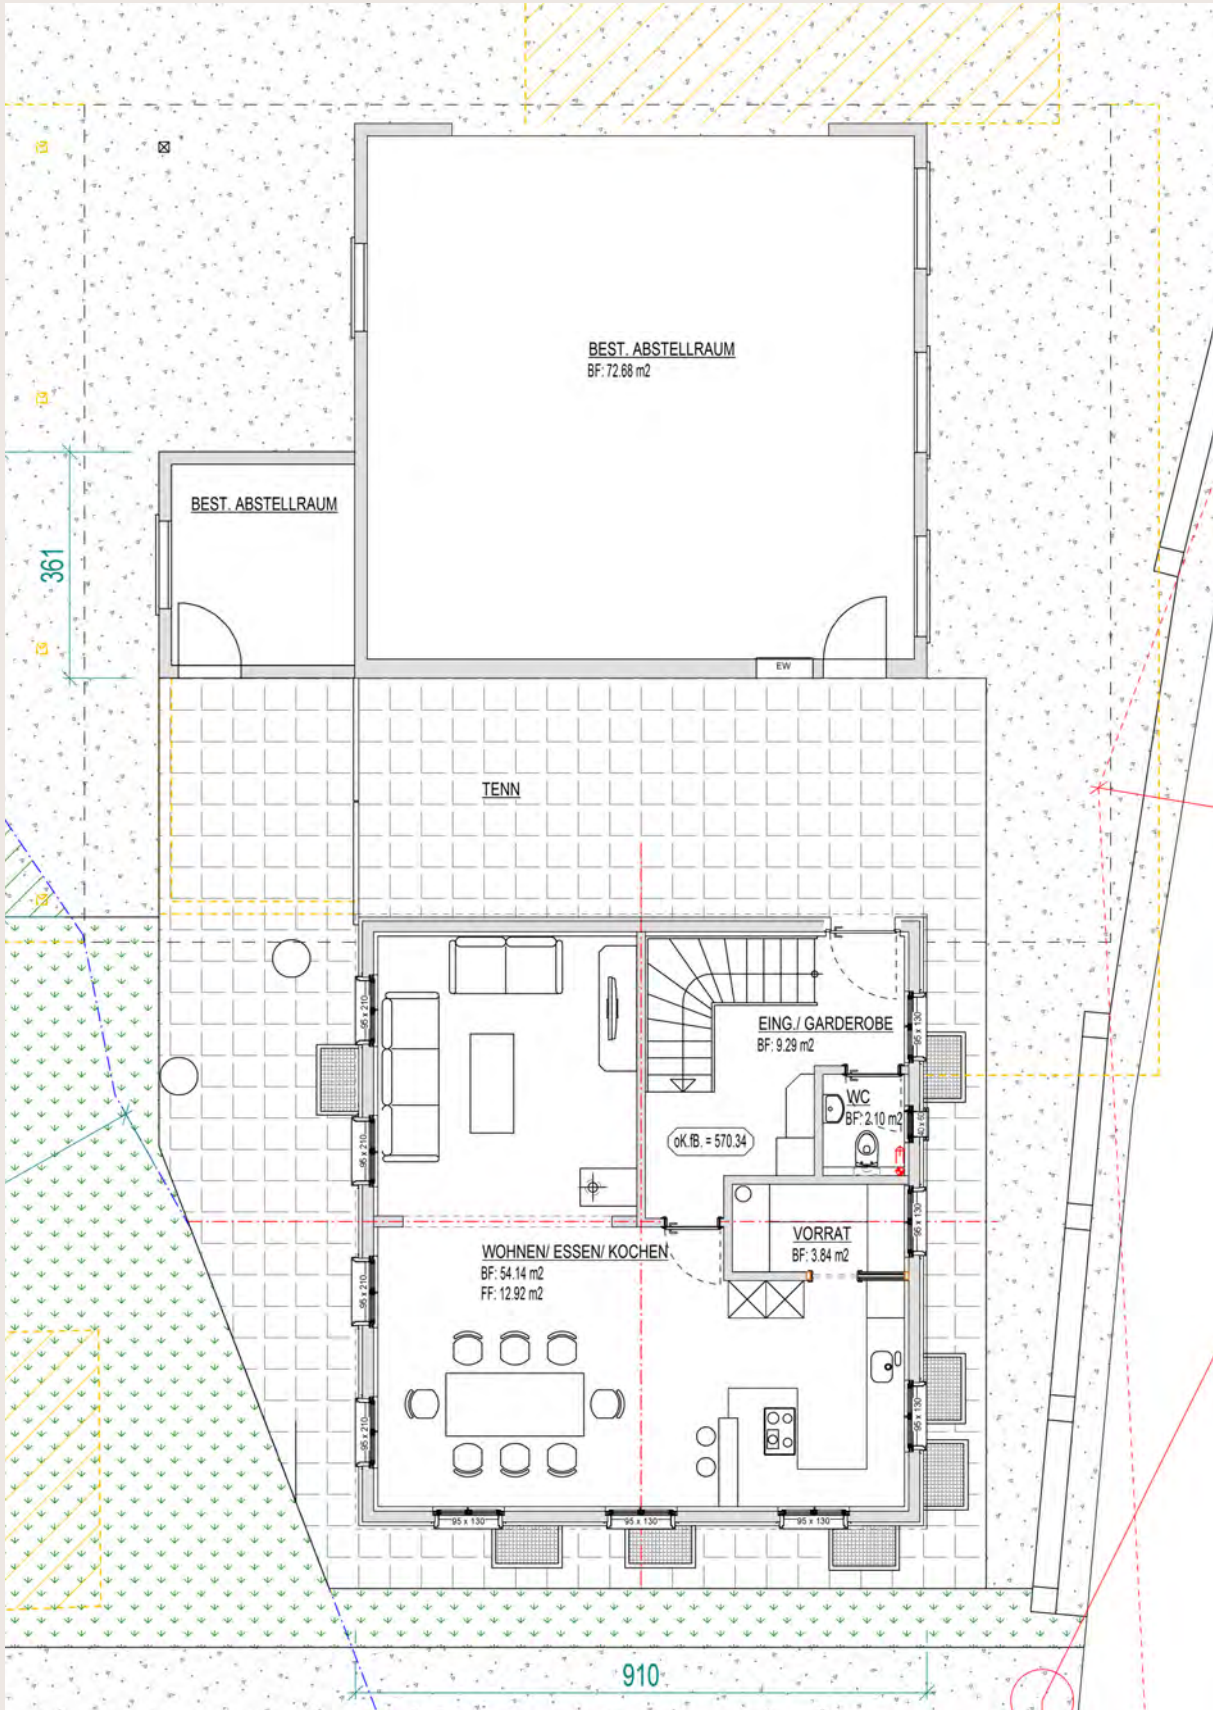 BEST. ABSTELLRAUM
BF: 72.68 m2
BEST. ABSTELLRAUM
361
EW
TENN
95 x 210
EING./ GARDEROBE
BF: 9.29 m2
95 x 130
WC
BF: 2.10 m2
40 x 60
oK.fB. = 570.34
95 x 210
VORRAT
BF: 3.84 m2
95 x 130
WOHNEN/ ESSEN/ KOCHEN
BF: 54.14 m2
FF: 12.92 m2
95 x 210
95 x 210
95 x 130
95 x 130
95 x 130
95 x 130
910